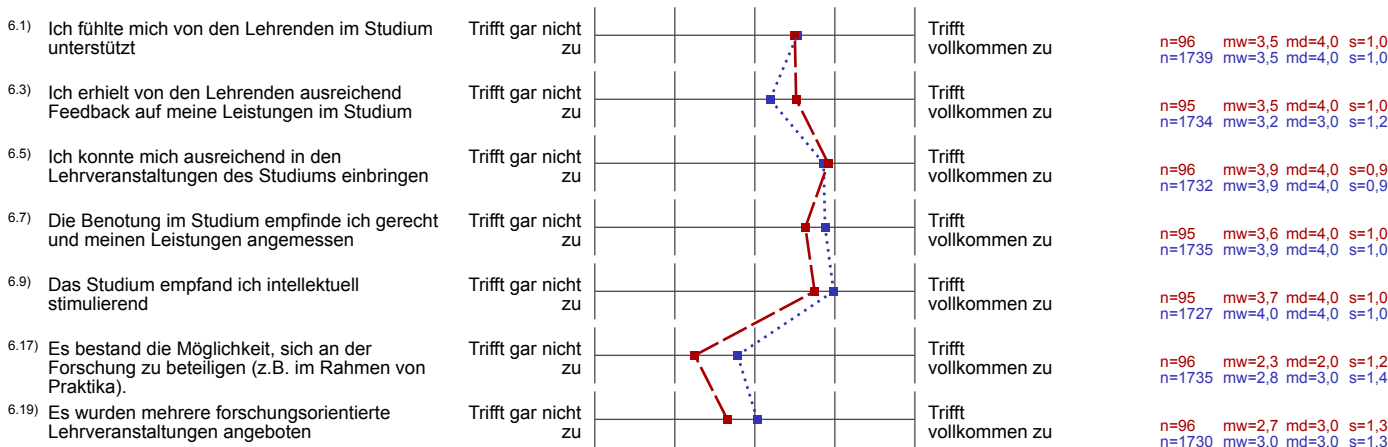 6.1) Ich fühlte mich von den Lehrenden im Studium Trifft gar nicht Trifft
unterstützt zu vollkommen zu
n=96 mw=3,5 md=4,0 s=1,0
n=1739 mw=3,5 md=4,0 s=1,0
6.3) Ich erhielt von den Lehrenden ausreichend Trifft gar nicht Trifft
Feedback auf meine Leistungen im Studium zu vollkommen zu
n=95 mw=3,5 md=4,0 s=1,0
n=1734 mw=3,2 md=3,0 s=1,2
6.5) Ich konnte mich ausreichend in den Trifft gar nicht Trifft
Lehrveranstaltungen des Studiums einbringen zu vollkommen zu
n=96 mw=3,9 md=4,0 s=0,9
n=1732 mw=3,9 md=4,0 s=0,9
6.7) Die Benotung im Studium empfinde ich gerecht Trifft gar nicht Trifft
und meinen Leistungen angemessen zu vollkommen zu
n=95 mw=3,6 md=4,0 s=1,0
n=1735 mw=3,9 md=4,0 s=1,0
6.9) Das Studium empfand ich intellektuell Trifft gar nicht Trifft
stimulierend zu vollkommen zu
n=95 mw=3,7 md=4,0 s=1,0
n=1727 mw=4,0 md=4,0 s=1,0
6.17) Es bestand die Möglichkeit, sich an der Trifft gar nicht Trifft
Forschung zu beteiligen (z.B. im Rahmen von zu vollkommen zu
Praktika).
n=96 mw=2,3 md=2,0 s=1,2
n=1735 mw=2,8 md=3,0 s=1,4
6.19) Es wurden mehrere forschungsorientierte Trifft gar nicht Trifft
Lehrveranstaltungen angeboten zu vollkommen zu
n=96 mw=2,7 md=3,0 s=1,3
n=1730 mw=3,0 md=3,0 s=1,3